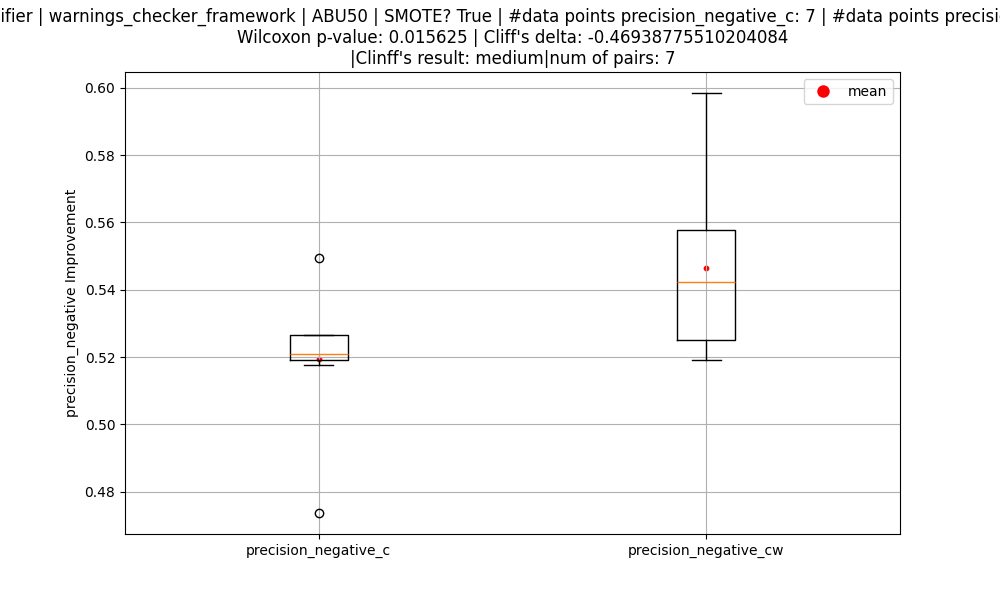 ifier | warnings_checker_framework | ABU50 | SMOTE? True | #data points precision_negative_c: 7 | #data points precisi
Wilcoxon p-value: 0.015625 | Cliff's delta: -0.46938775510204084
|Clinff's result: medium|num of pairs: 7
mean
0.60
0.58
0.56
0.54
0.52
0.50
0.48
precision_negative Improvement
precision_negative_c
precision_negative_cw